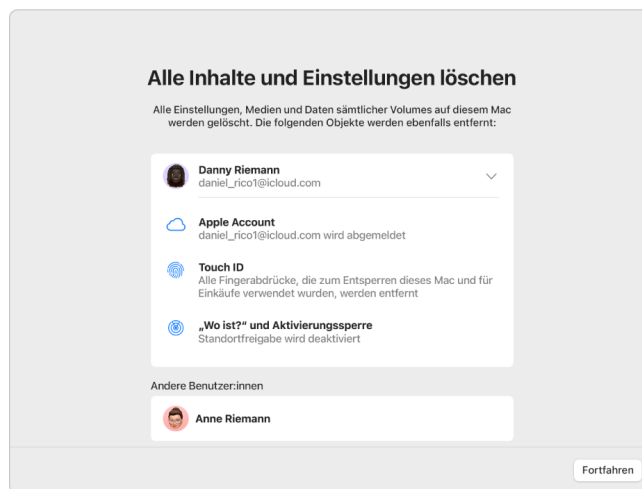 Alle Inhalte und Einstellungen löschen
Alle Einstellungen, Medien und Daten sämtlicher Volumes auf diesem Mac
werden gelöscht. Die folgenden Objekte werden ebenfalls entfernt:
Danny Riemann
daniel_rico1@icloud.com
Apple Account
daniel_rico1@icloud.com wird abgemeldet
Touch ID
Alle Fingerabdrücke, die zum Entsperren dieses Mac und für
Einkäufe verwendet wurden, werden entfernt
„Wo ist?“ und Aktivierungssperre
Standortfreigabe wird deaktiviert
Andere Benutzer:innen
Anne Riemann
Fortfahren